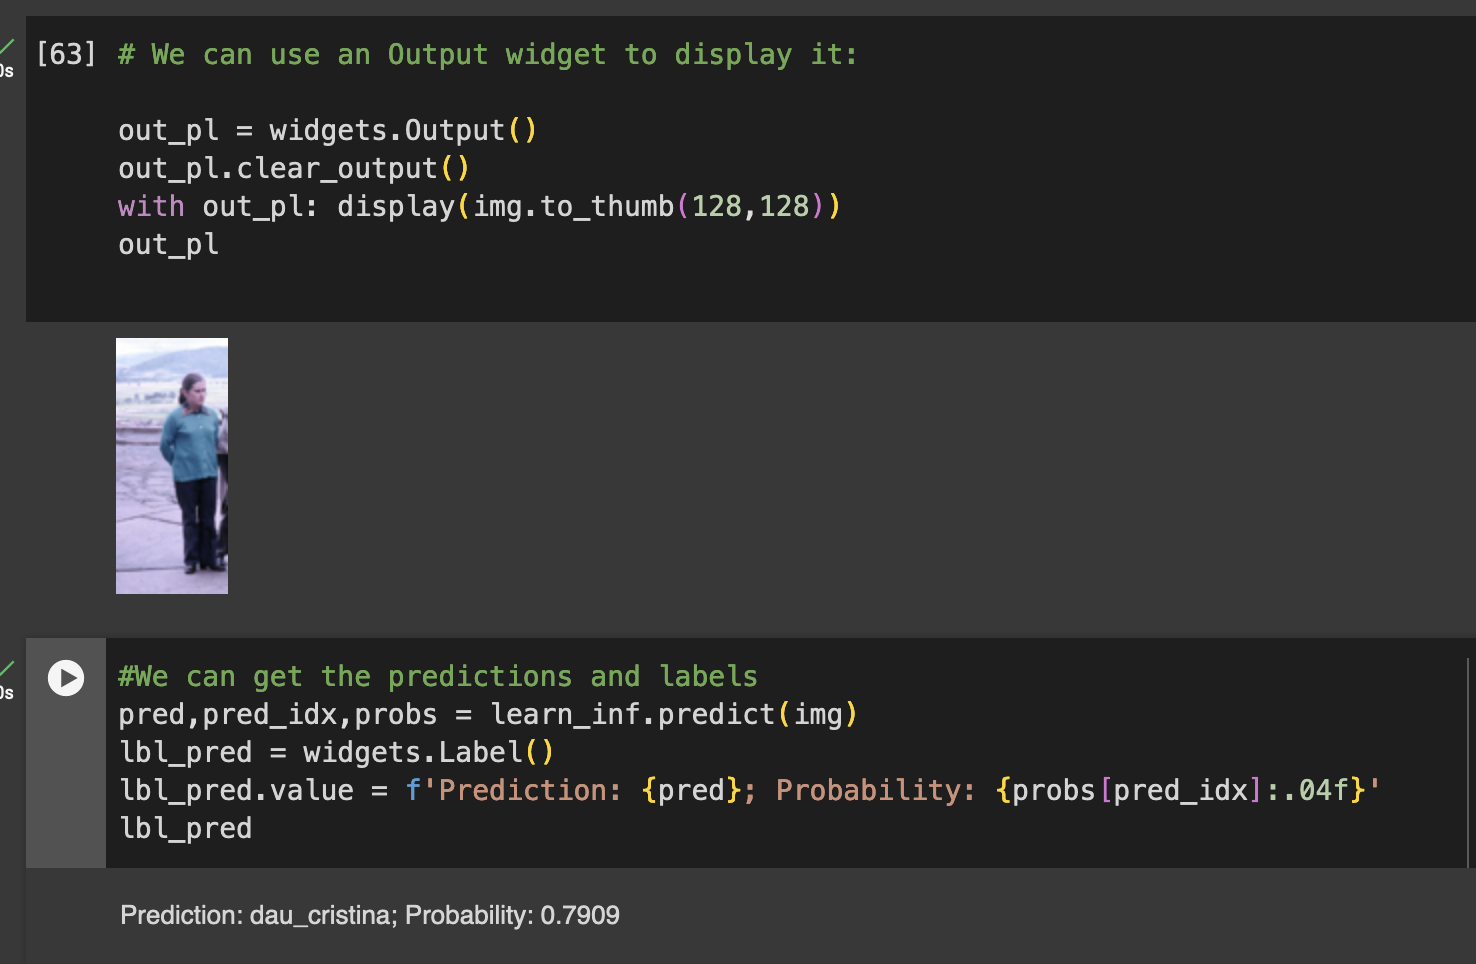 [63] # We can use an Output widget to display it:
out_pl = widgets.Output()
out_pl.clear_output()
with out_pl: display(img.to_thumb(128,128))
out_pl
0s
#We can get the predictions and labels
pred,pred_idx,probs = learn_inf.predict(img)
lbl_pred = widgets.Label()
lbl_pred.value = f'Prediction: {pred}; Probability: {probs[pred_idx]:.04f}'
lbl_pred
0s
Prediction: dau_cristina; Probability: 0.7909